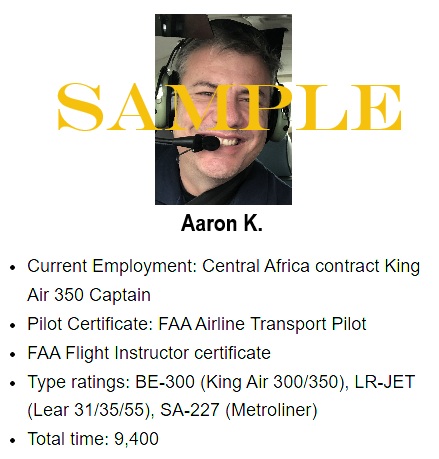 SAMPLE
Aaron K.
• Current Employment: Central Africa contract King
Air 350 Captain
• Pilot Certificate: FAA Airline Transport Pilot
• FAA Flight Instructor certificate
• Type ratings: BE-300 (King Air 300/350), LR-JET
(Lear 31/35/55), SA-227 (Metroliner)
• Total time: 9,400